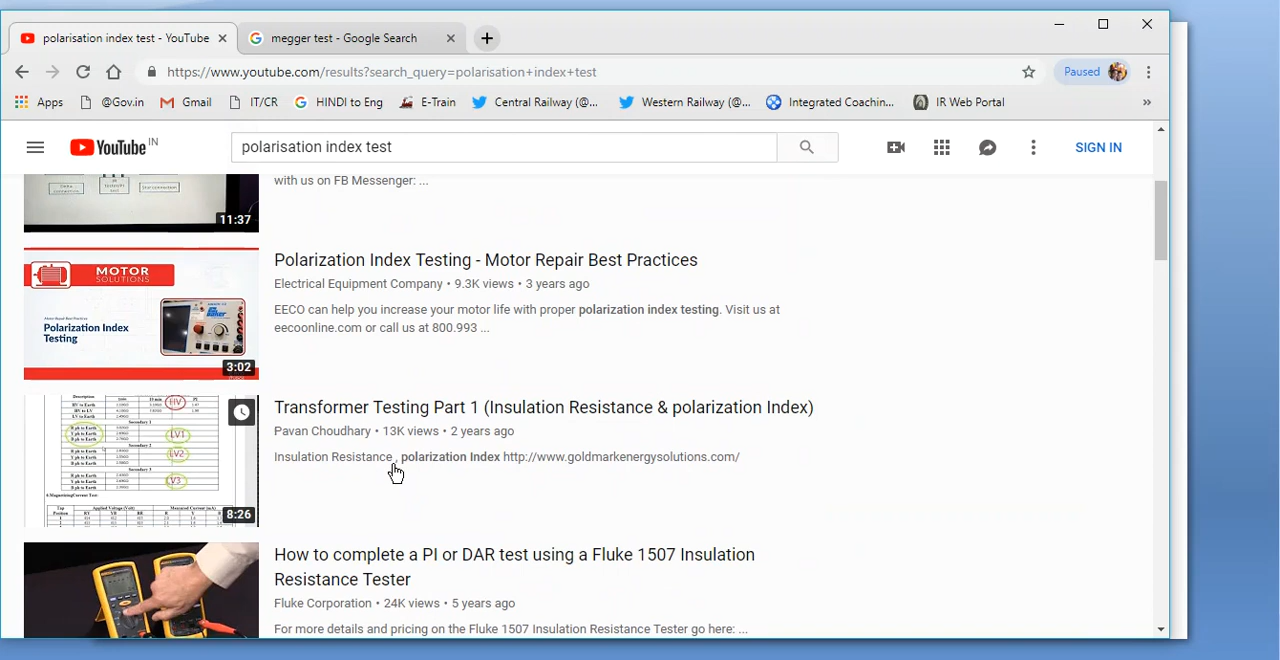 polarisation index test - YouTube
megger test - Google Search
https://www.youtube.com/results?search_query=polarisation+index+test
Paused
Apps
@Gov.in
Gmail
IT/CR
HINDI to Eng
E-Train
Central Railway (@...
Western Railway (@...
Integrated Coachin...
IR Web Portal
»
YouTube IN
polarisation index test
SIGN IN
11:37
with us on FB Messenger: ...
MOTOR
SOLUTIONS
Polarization Index
Testing
3:02
Polarization Index Testing - Motor Repair Best Practices
Electrical Equipment Company • 9.3K views • 3 years ago
EECO can help you increase your motor life with proper polarization index testing. Visit us at
eecoonline.com or call us at 800.993 ...
HV
LV1
LV2
LV3
8:26
Transformer Testing Part 1 (Insulation Resistance & polarization Index)
Pavan Choudhary • 13K views • 2 years ago
Insulation Resistance , polarization Index http://www.goldmarkenergysolutions.com/
How to complete a PI or DAR test using a Fluke 1507 Insulation
Resistance Tester
Fluke Corporation • 24K views • 5 years ago
For more details and pricing on the Fluke 1507 Insulation Resistance Tester go here: ...